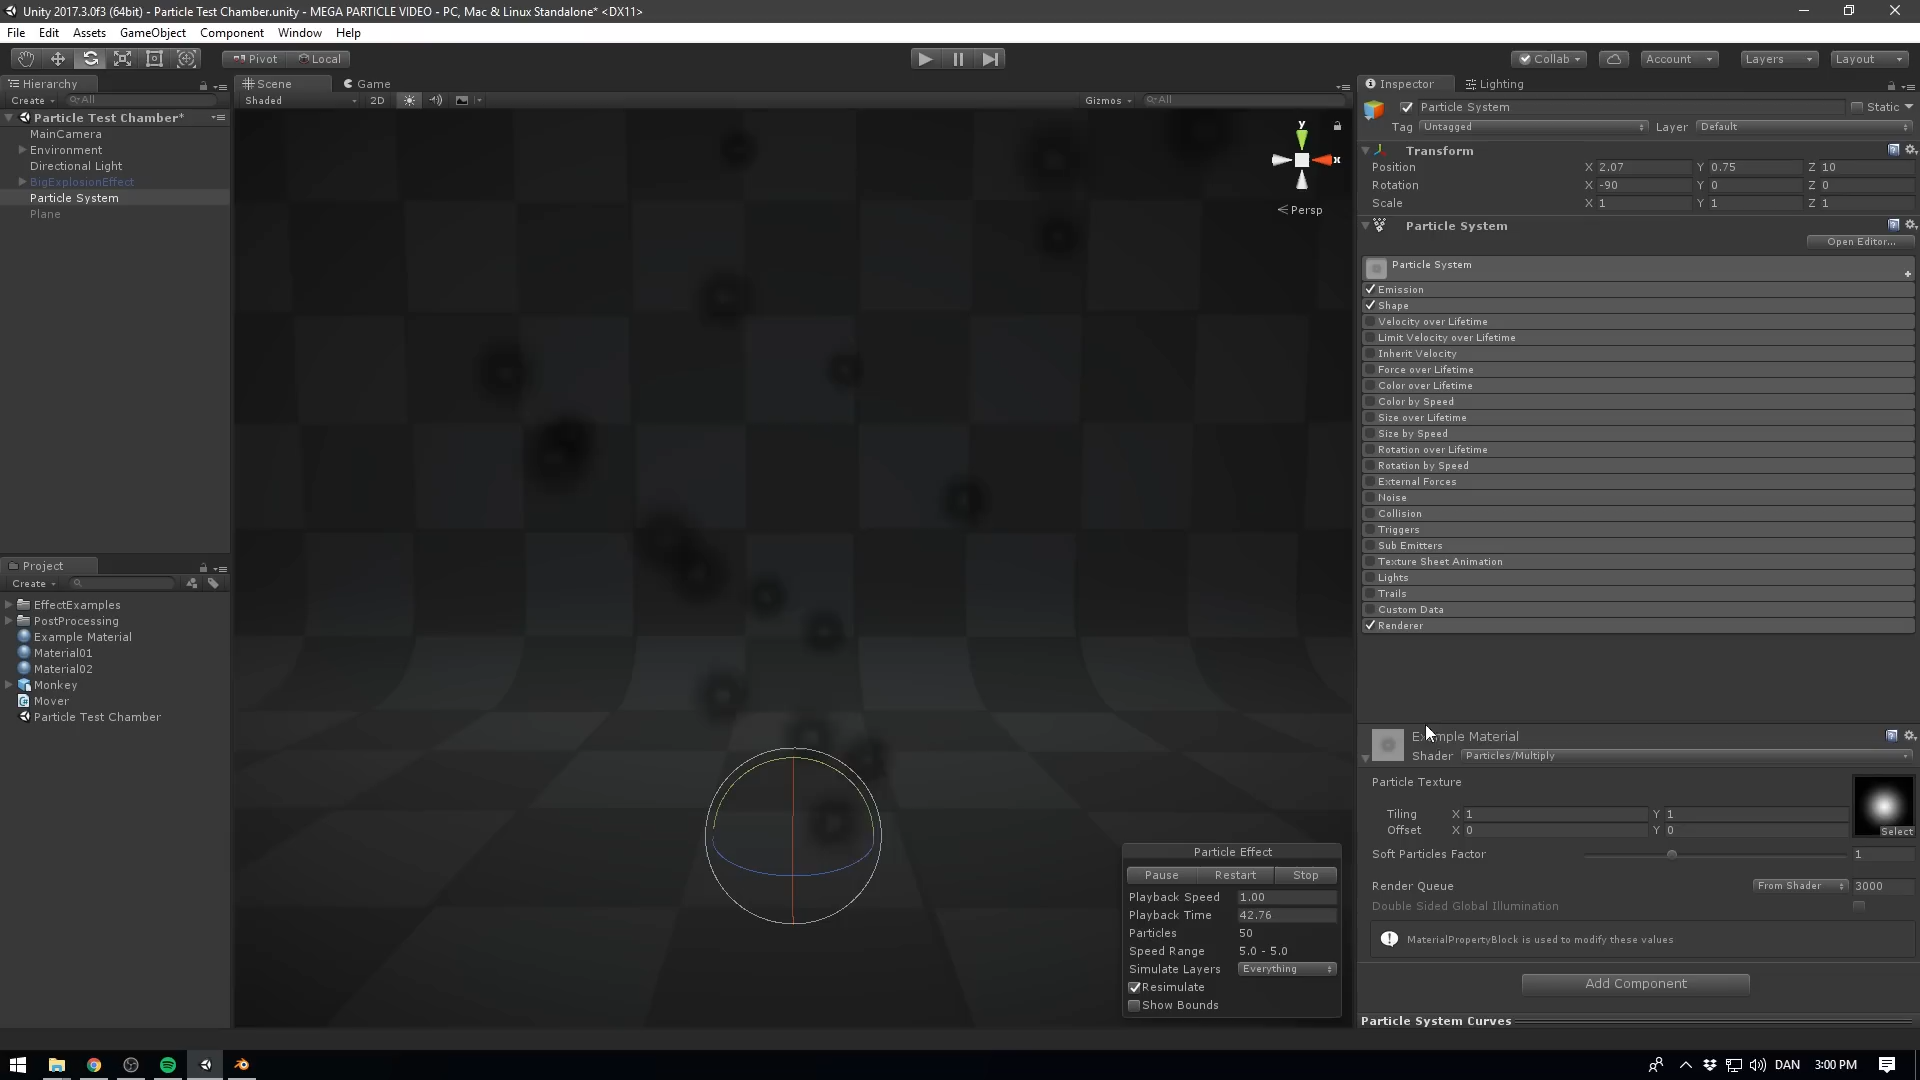 Unity 2017.3.0f3 (64bit) - Particle Test Chamber.unity - MEGA PARTICLE VIDEO - PC, Mac & Linux Standalone* <DX11>
File Edit Assets GameObject Component Window Help
Pivot Local Collab Account Layers Layout
Hierarchy
Create All
Particle Test Chamber*
MainCamera
Environment
Directional Light
BigExplosionEffect
Particle System
Plane
Project
Create
EffectExamples
PostProcessing
Example Material
Material01
Material02
Monkey
Mover
Particle Test Chamber
Scene Game
Shaded 2D Gizmos All
y
x
Persp
Particle Effect
Pause Restart Stop
Playback Speed 1.00
Playback Time 42.76
Particles 50
Speed Range 5.0 - 5.0
Simulate Layers Everything
Resimulate
Show Bounds
Inspector Lighting
Particle System Static
Tag Untagged Layer Default
Transform
Position X 2.07 Y 0.75 Z 10
Rotation X -90 Y 0 Z 0
Scale X 1 Y 1 Z 1
Particle System
Open Editor...
Particle System
Emission
Shape
Velocity over Lifetime
Limit Velocity over Lifetime
Inherit Velocity
Force over Lifetime
Color over Lifetime
Color by Speed
Size over Lifetime
Size by Speed
Rotation over Lifetime
Rotation by Speed
External Forces
Noise
Collision
Triggers
Sub Emitters
Texture Sheet Animation
Lights
Trails
Custom Data
Renderer
Example Material
Shader Particles/Multiply
Particle Texture
Tiling X 1 Y 1
Offset X 0 Y 0
Select
Soft Particles Factor 1
Render Queue From Shader 3000
Double Sided Global Illumination
MaterialPropertyBlock is used to modify these values
Add Component
Particle System Curves
DAN 3:00 PM